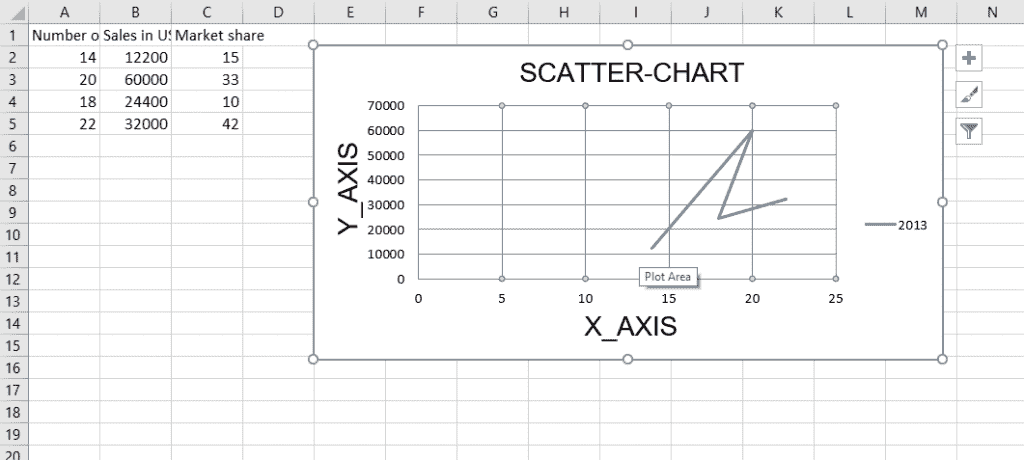 A B C D E F G H I J K L M N
1 Number o Sales in US Market share
2 14 12200 15
3 20 60000 33
4 18 24400 10
5 22 32000 42
6
7
8
9
10
11
12
13
14
15
16
17
18
19
20
SCATTER-CHART
70000
60000
50000
40000
30000
20000
10000
0
Y_AXIS
2013
Plot Area
0 5 10 15 20 25
X_AXIS